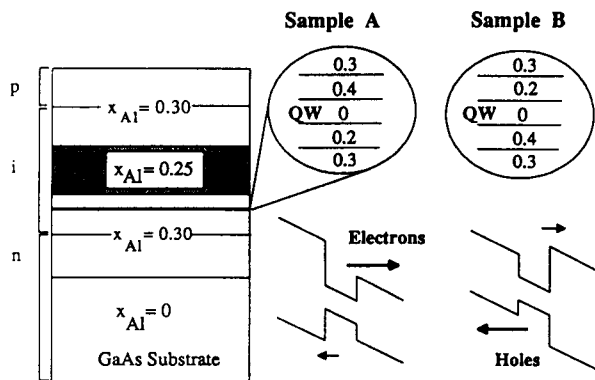 Sample A
Sample B
p
i
n
x_Al = 0.30
x_Al = 0.25
x_Al = 0.30
x_Al = 0
GaAs Substrate
0.3
0.4
QW 0
0.2
0.3
0.3
0.2
QW 0
0.4
0.3
Electrons
Holes